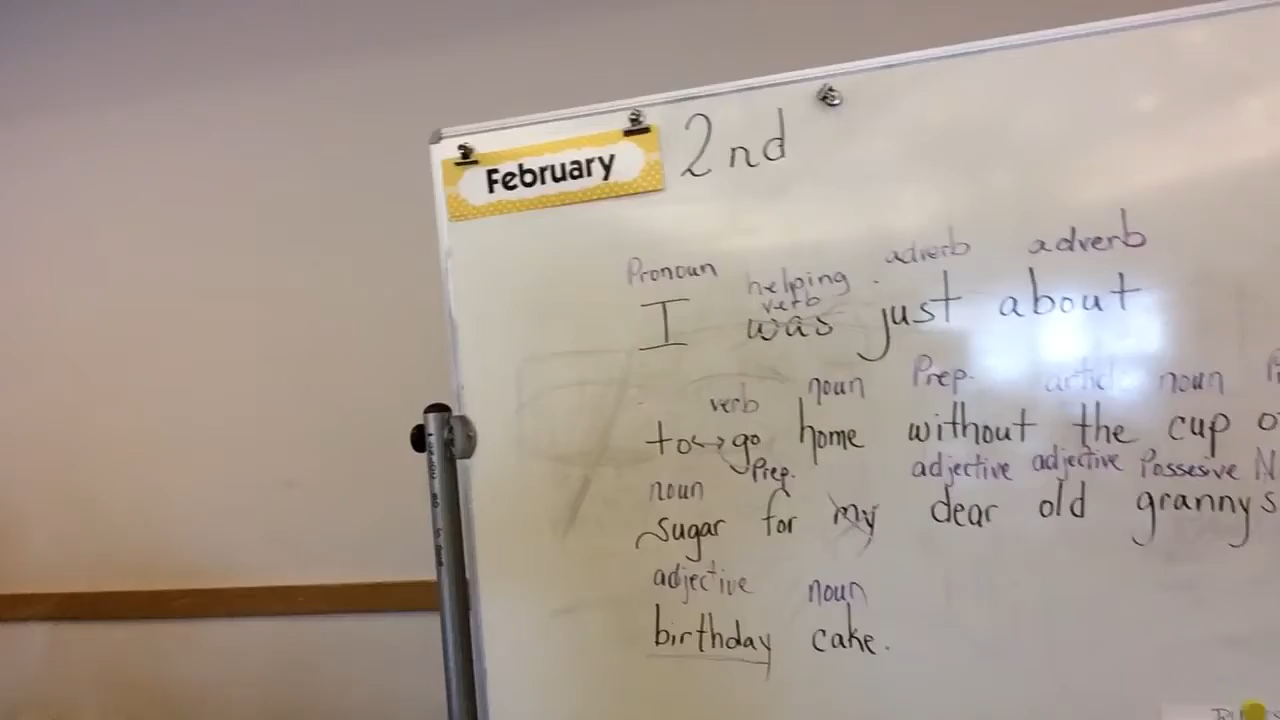 February 2nd
Pronoun helping verb adverb adverb
I was just about
verb noun Prep. article noun
to go home without the cup
noun Prep. adjective adjective Possesive N
sugar for my dear old grannys
adjective noun
birthday cake.